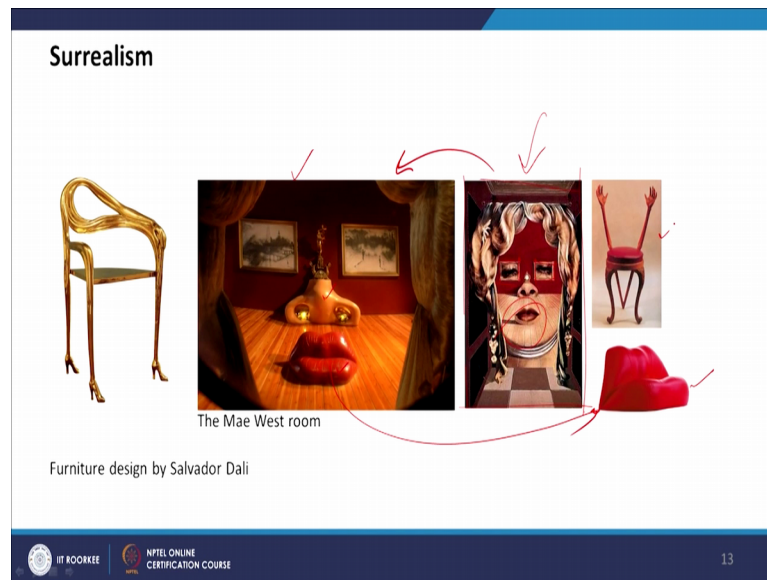 Surrealism
The Mae West room
Furniture design by Salvador Dali
IIT ROORKEE
NPTEL ONLINE
CERTIFICATION COURSE
13